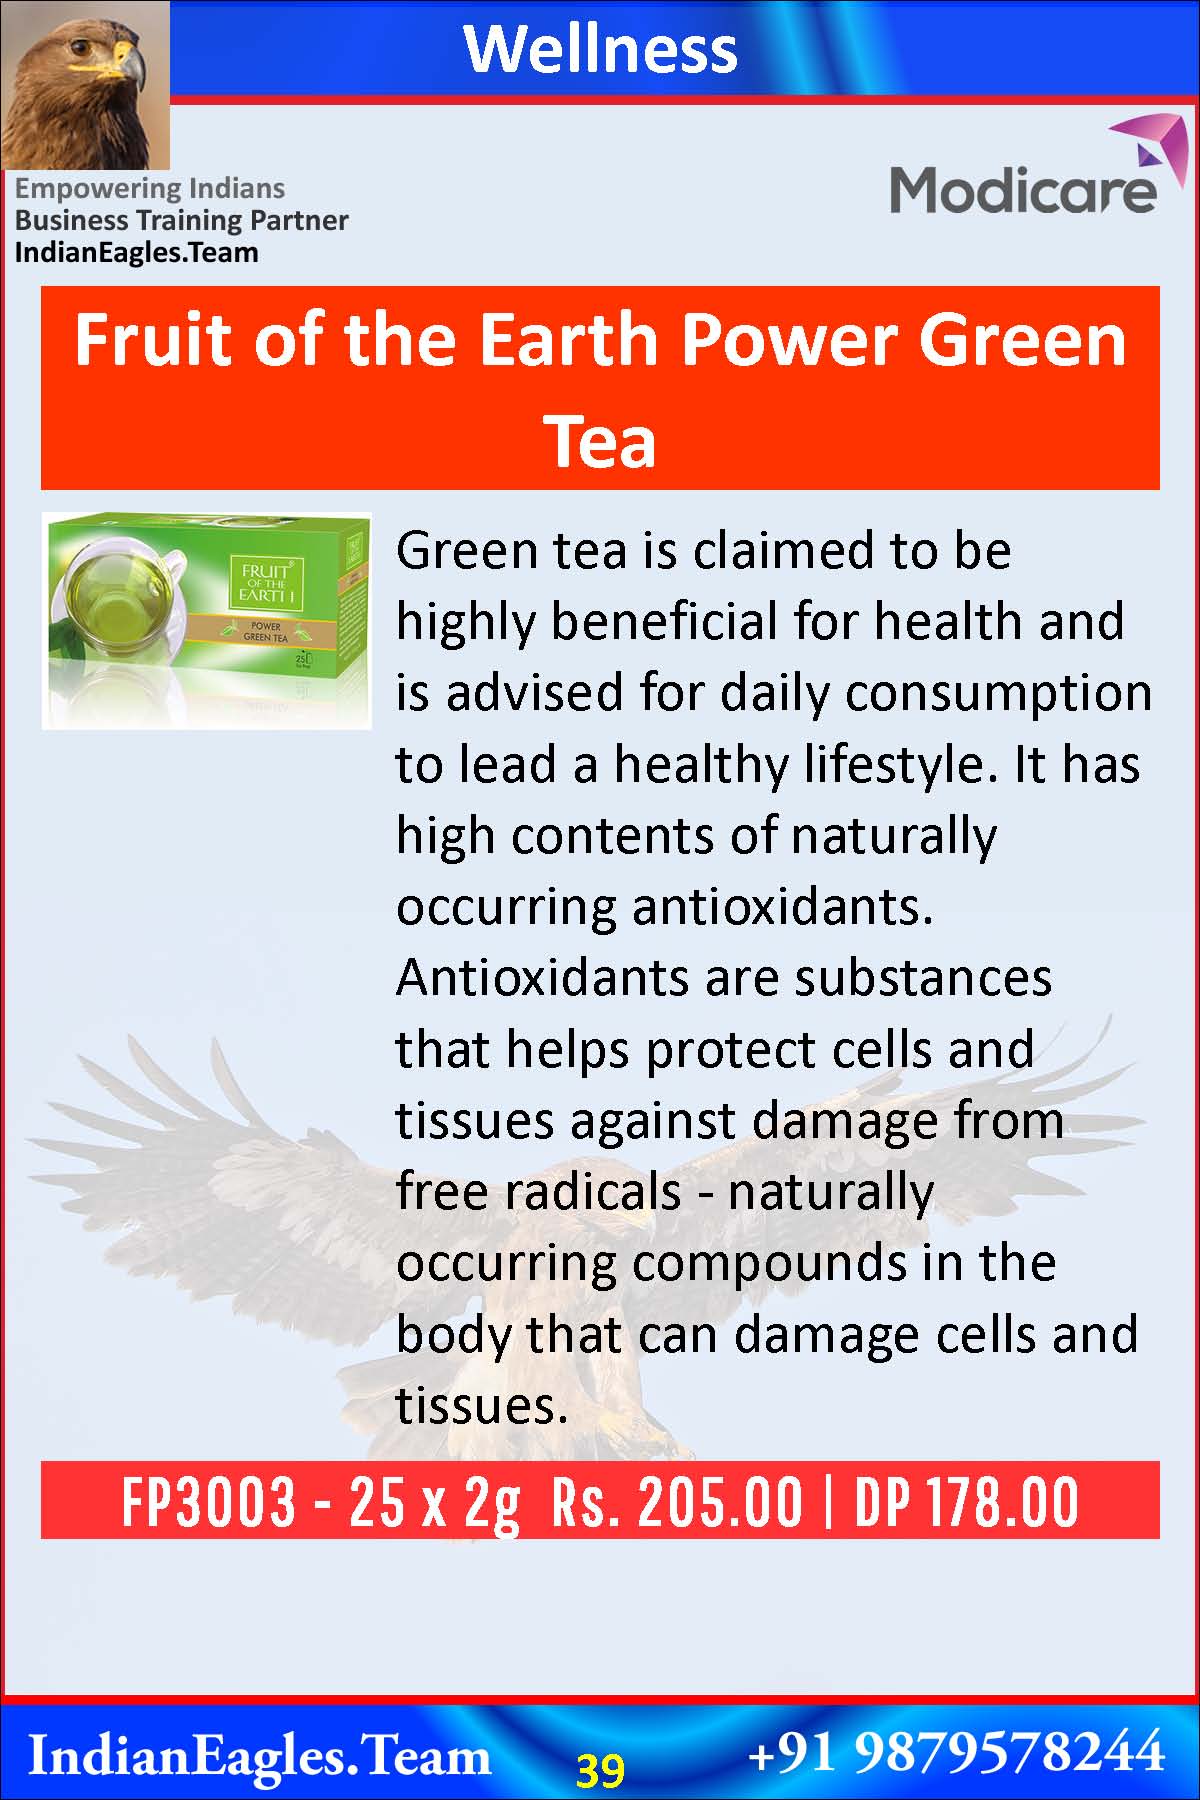 Wellness
Modicare
Empowering Indians
Business Training Partner
IndianEagles.Team
Fruit of the Earth Power Green
Tea
FRUIT
OF THE
EARTH
POWER
GREEN TEA
25
Green tea is claimed to be
highly beneficial for health and
is advised for daily consumption
to lead a healthy lifestyle. It has
high contents of naturally
occurring antioxidants.
Antioxidants are substances
that helps protect cells and
tissues against damage from
free radicals - naturally
occurring compounds in the
body that can damage cells and
tissues.
FP3003 - 25 x 2g Rs. 205.00 | DP 178.00
IndianEagles.Team
39
+91 9879578244